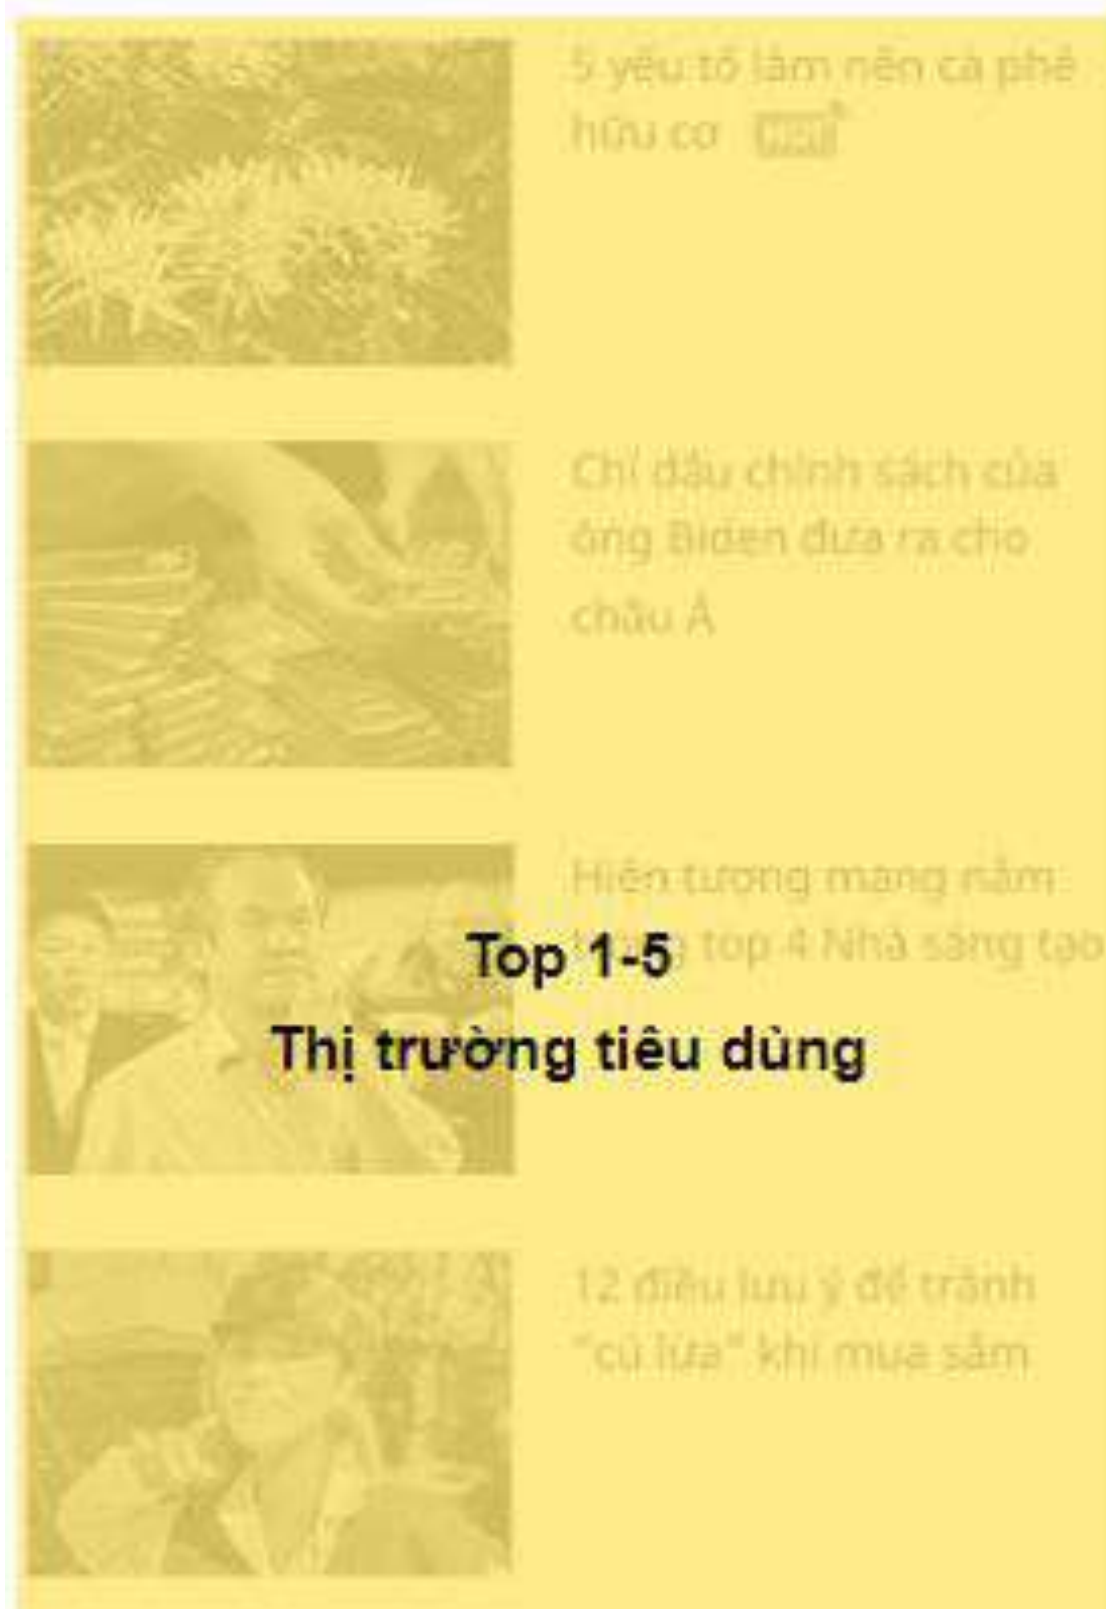 5 yếu tố làm nên cà phê
hữu cơ
Chỉ dấu chính sách của
ông Biden đưa ra cho
châu Á
Hiện tượng mạng nằm
top 4 Nhà sáng tạo
Top 1-5
Thị trường tiêu dùng
12 điều lưu ý để tránh
"cú lừa" khi mua sắm